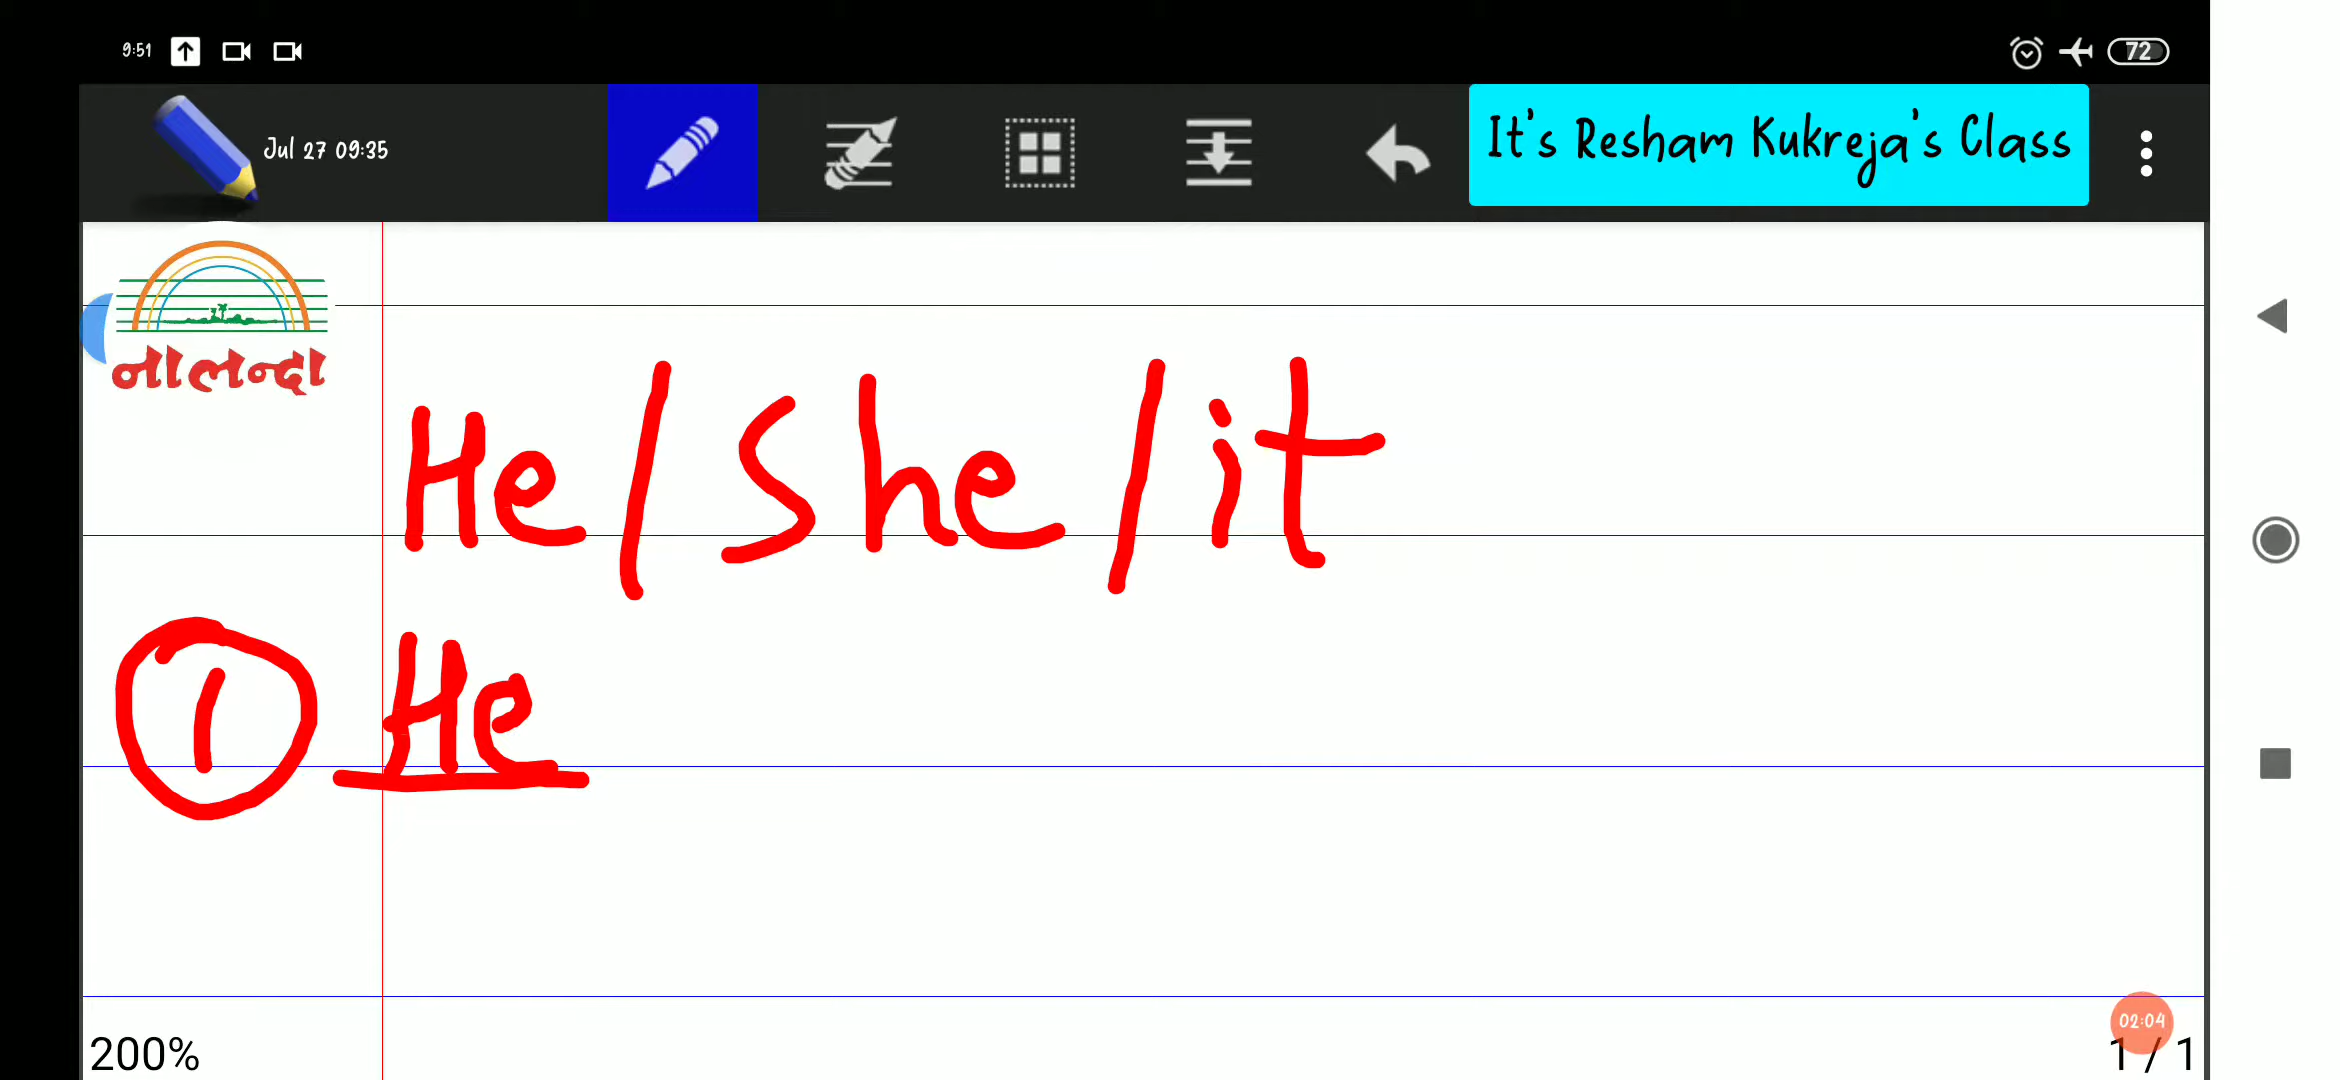 9:51
72
Jul 27 09:35
It's Resham Kukreja's Class
नालन्दा
He/She/it
1 He
02:04
200%
1 / 1